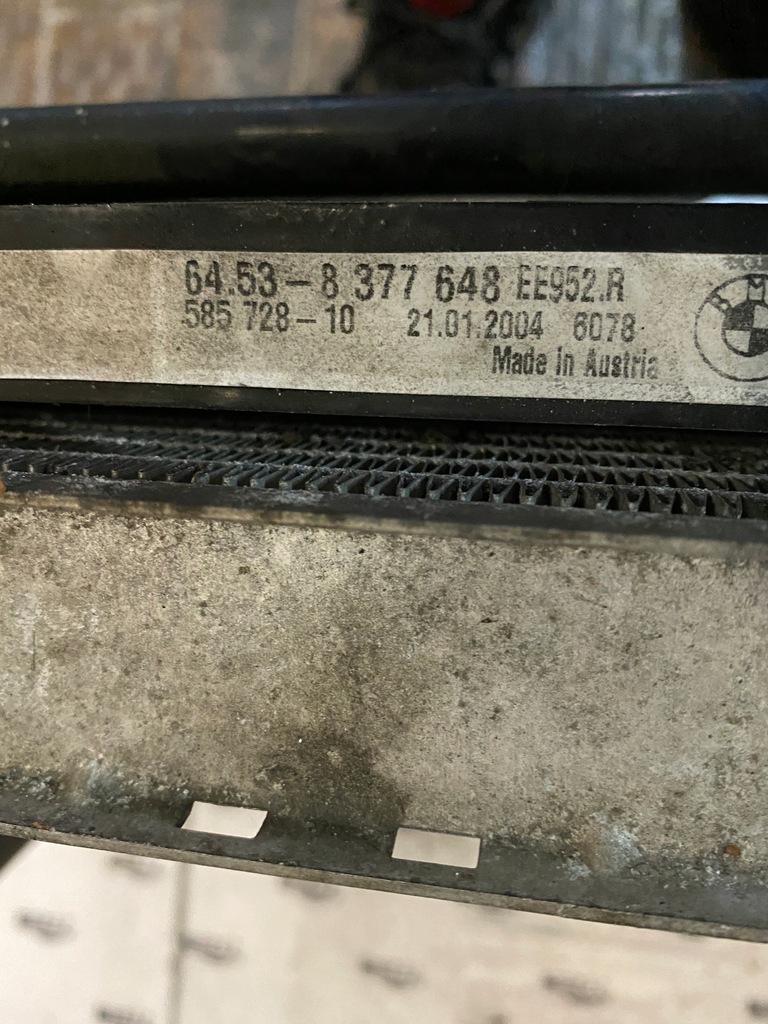 64.53-8 377 648 EE952.R
585 728-10 21.01.2004 6078
Made in Austria